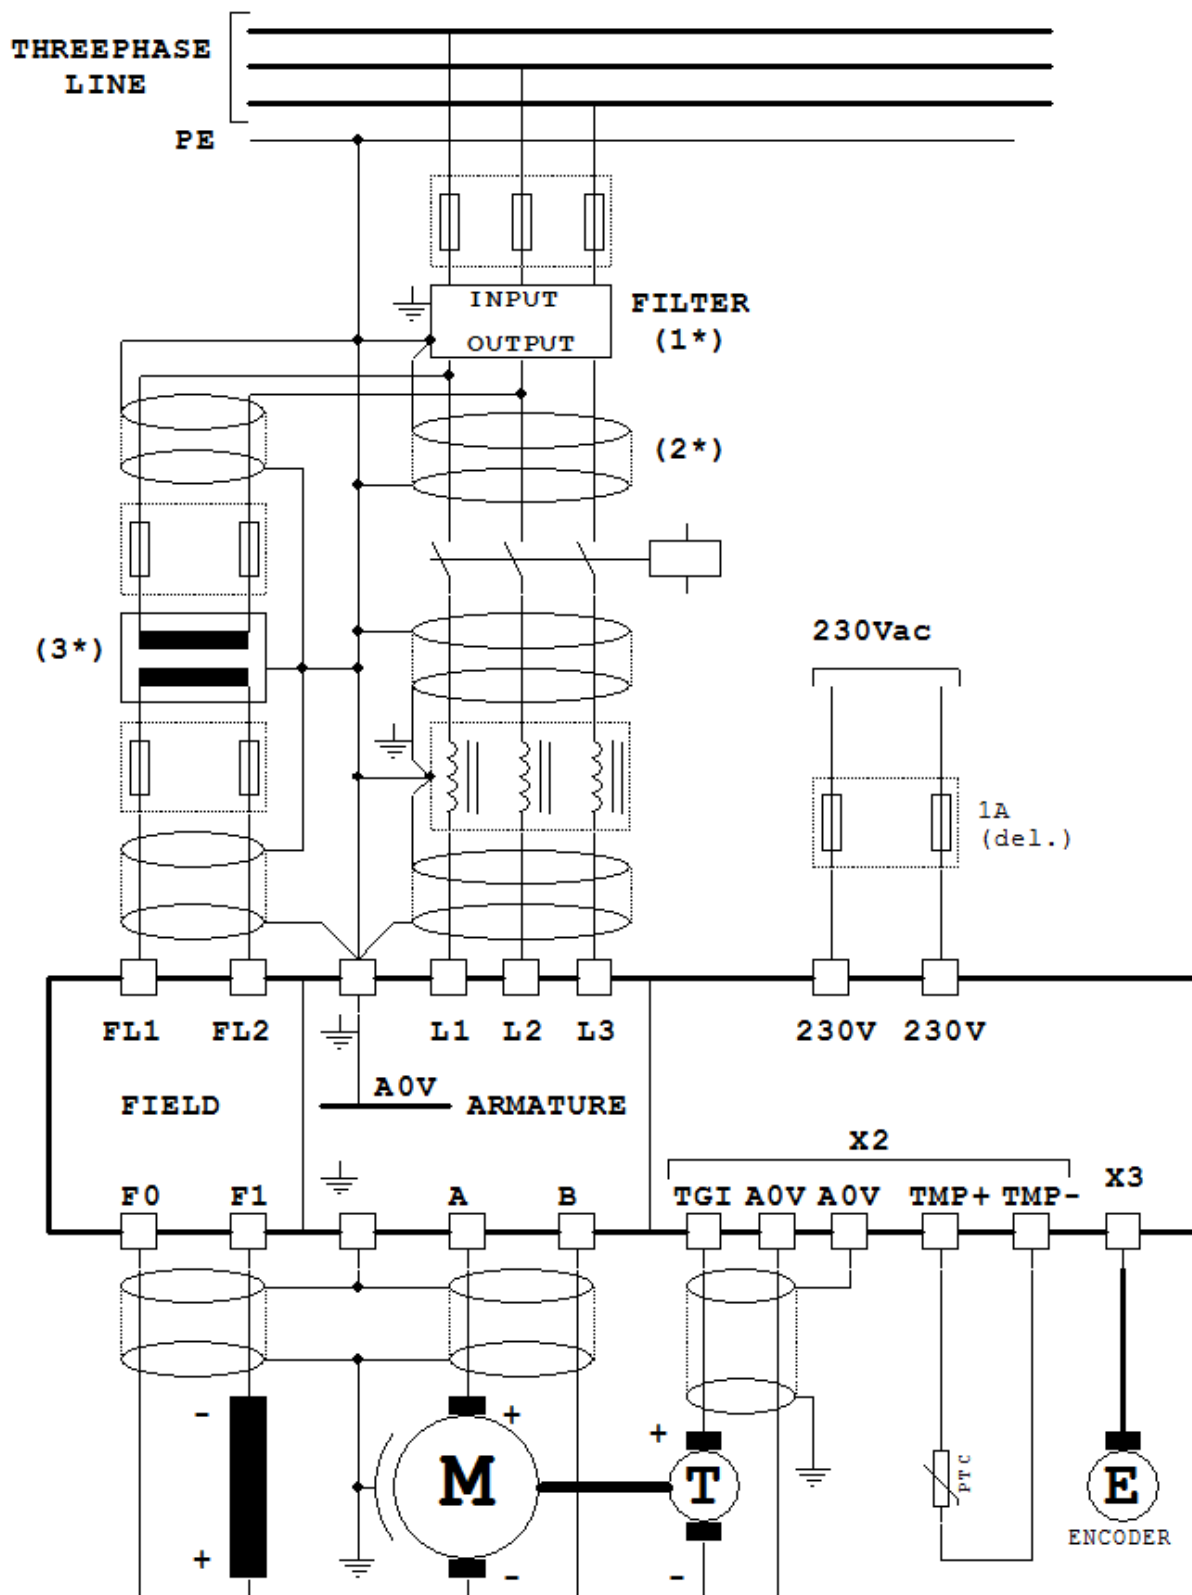 THREEPHASE
LINE
PE
INPUT
OUTPUT
FILTER
(1*)
(2*)
(3*)
230Vac
1A
(del.)
FL1 FL2 L1 L2 L3 230V 230V
FIELD A0V ARMATURE
X2
X3
F0 F1 A B TGI A0V A0V TMP+ TMP-
- + +
M T PTC E
ENCODER
+ - -